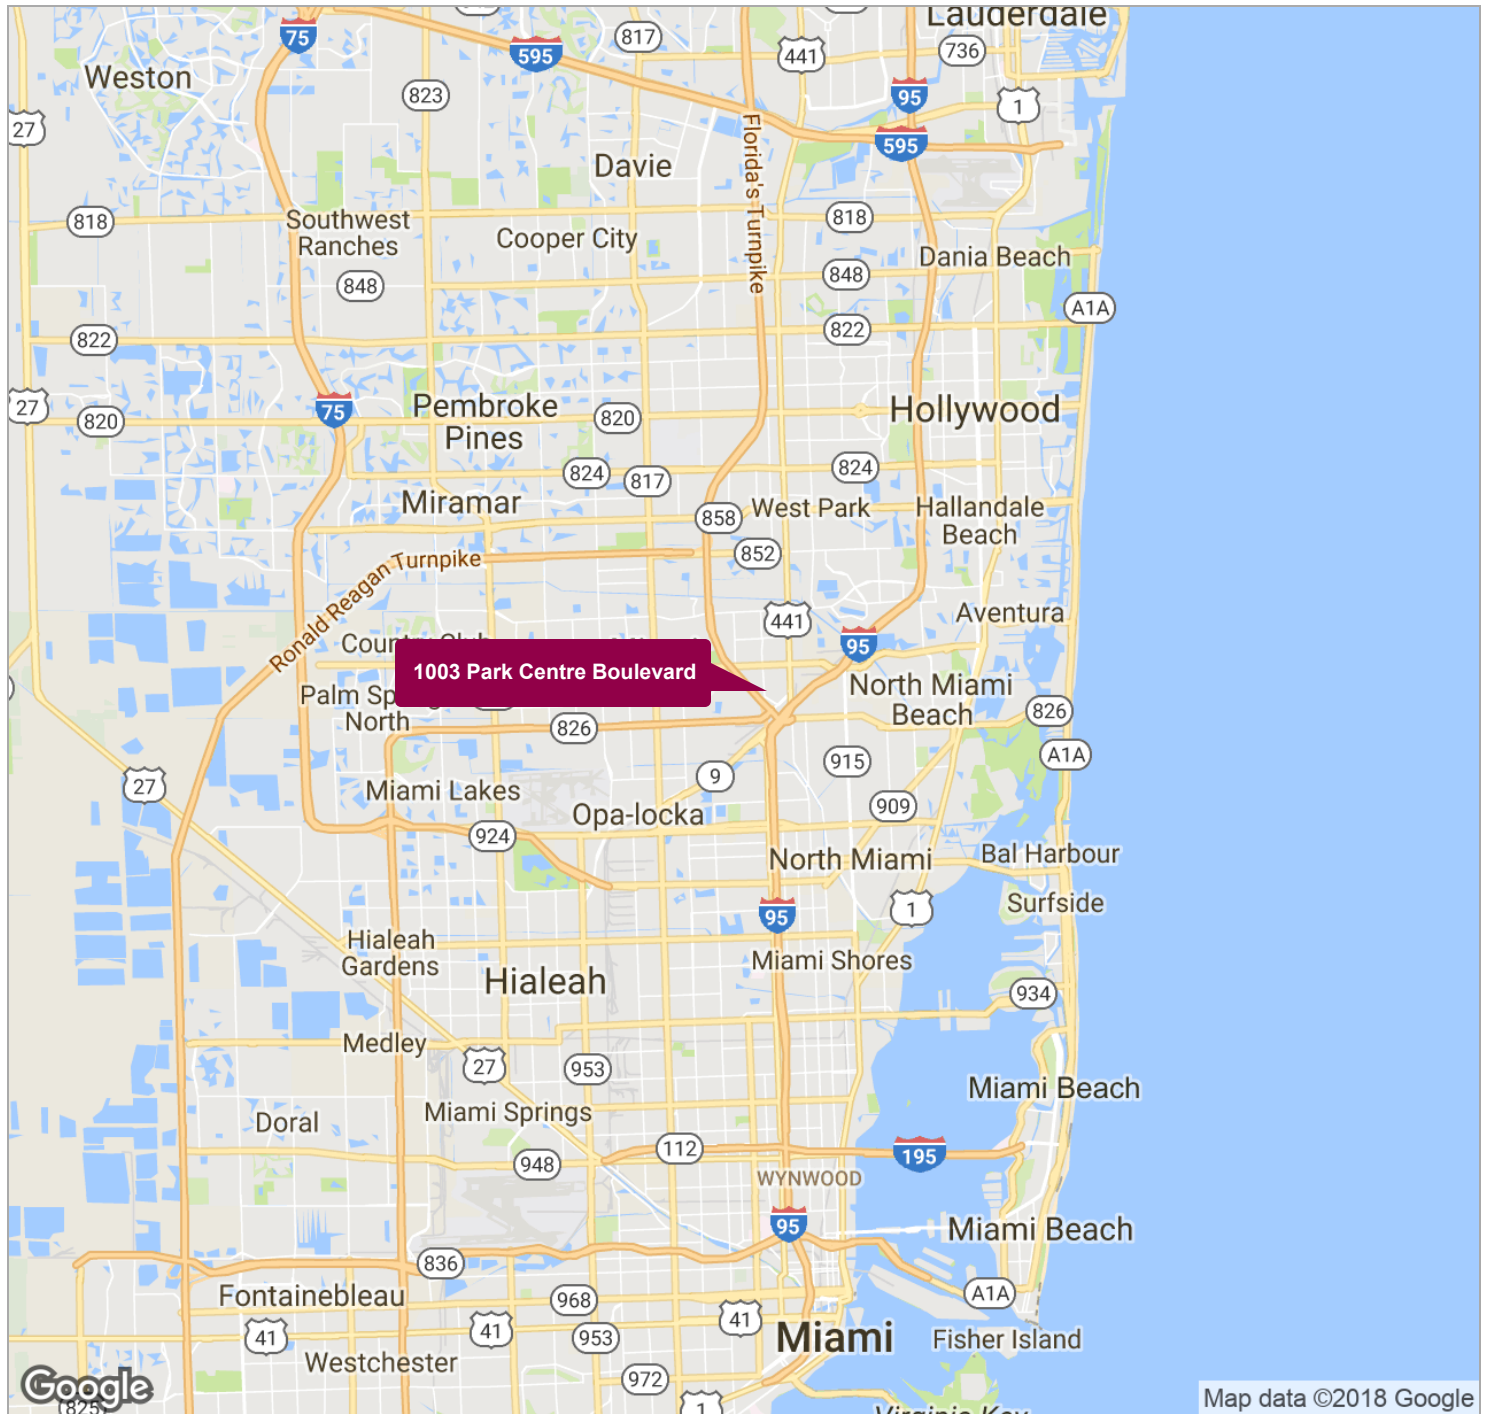 Lauderdale
75
817
441
736
595
Weston
823
95
1
27
595
Florida's Turnpike
Davie
818
Southwest
Ranches
818
Cooper City
848
848
Dania Beach
A1A
822
822
27
75
820
Pembroke
Pines
820
Hollywood
824
817
824
Miramar
858
West Park
Hallandale
Beach
852
Ronald Reagan Turnpike
441
Aventura
95
1003 Park Centre Boulevard
North Miami
Beach
Palm
North
826
826
A1A
915
9
27
Miami Lakes
909
Opa-locka
924
North Miami
Bal Harbour
Surfside
1
95
Hialeah
Gardens
Miami Shores
Hialeah
934
Medley
27
953
Miami Beach
Miami Springs
Doral
112
195
948
WYNWOOD
95
Miami Beach
836
Fontainebleau
968
A1A
41
41
953
41
Miami
Fisher Island
Westchester
972
Google
825
1
Map data ©2018 Google